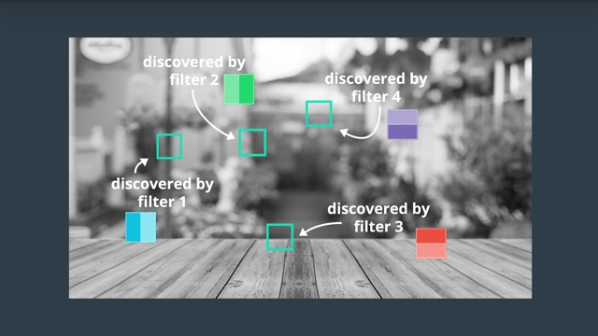 discovered by
filter 2
discovered by
filter 4
discovered by
filter 1
discovered by
filter 3